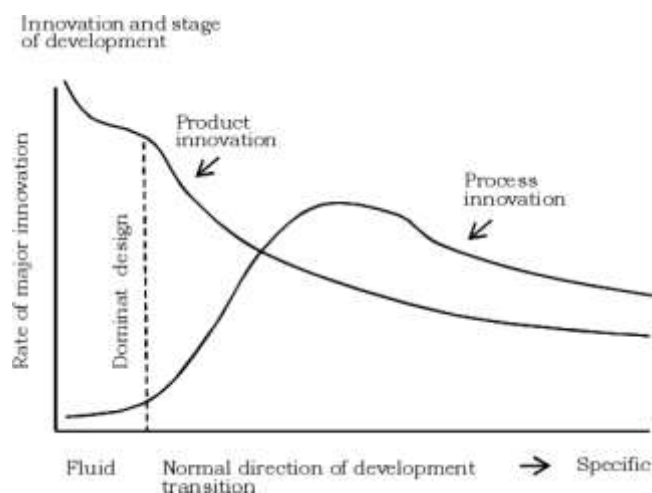 Innovation and stage
of development
Product
innovation
Process
innovation
Rate of major innovation
Dominat design
Fluid
Normal direction of development
transition
Specific